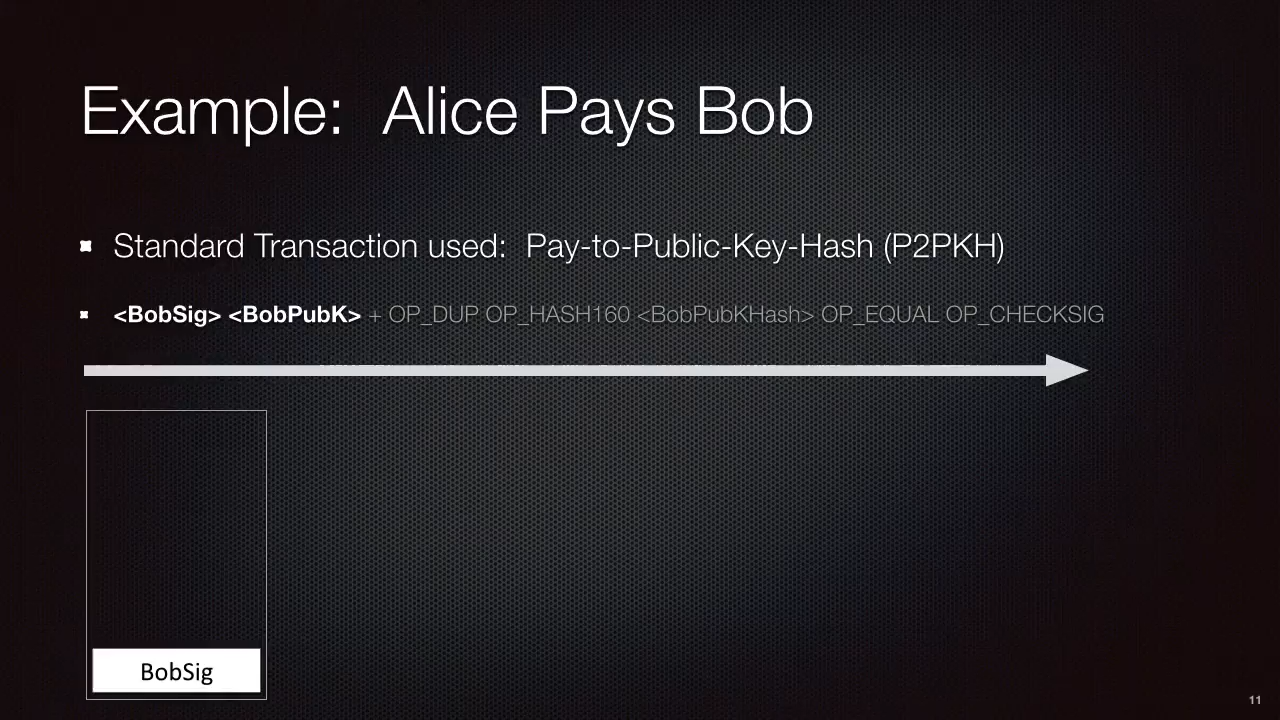 Example: Alice Pays Bob
Standard Transaction used: Pay-to-Public-Key-Hash (P2PKH)
<BobSig> <BobPubK> + OP_DUP OP_HASH160 <BobPubKHash> OP_EQUAL OP_CHECKSIG
BobSig
11